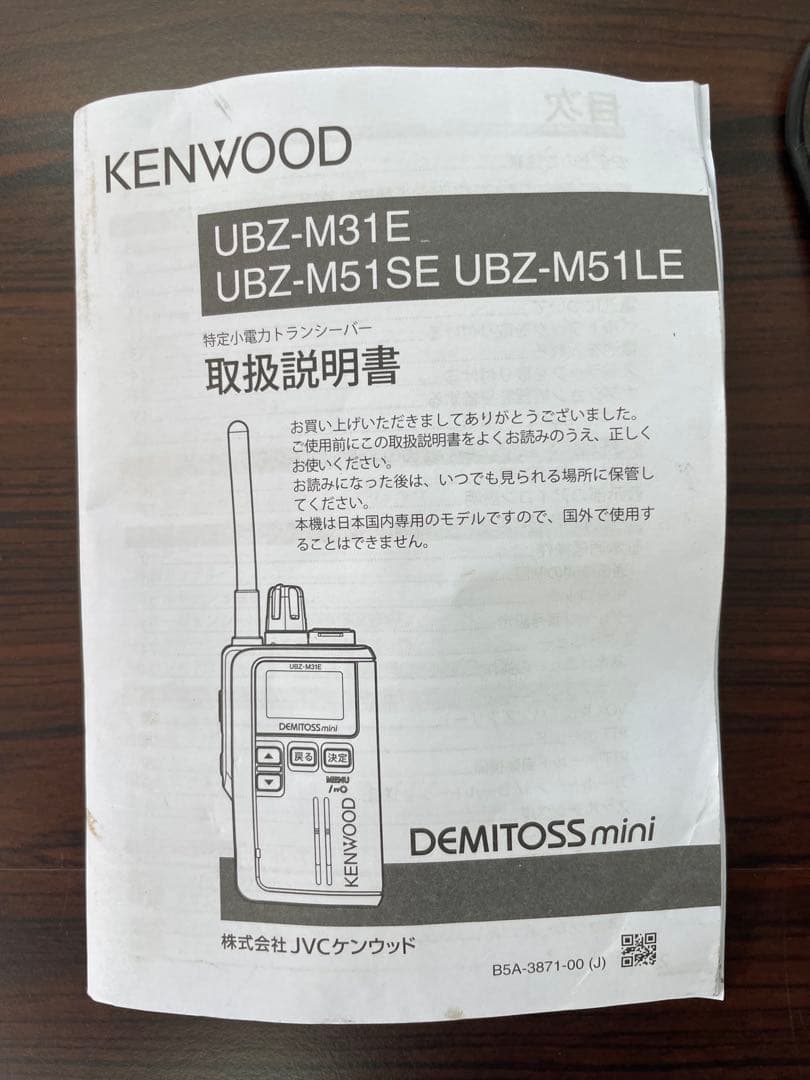 KENWOOD
UBZ-M31E
UBZ-M51SE UBZ-M51LE
特定小電力トランシーバー
取扱説明書
お買い上げいただきましてありがとうございました。
ご使用前にこの取扱説明書をよくお読みのうえ、正しく
お使いください。
お読みになった後は、いつでも見られる場所に保管し
てください。
本機は日本国内専用のモデルですので、国外で使用す
ることはできません。
UBZ-M31E
DEMITOSS mini
戻る 決定
MENU
KENWOOD
DEMITOSS mini
株式会社 JVCケンウッド
B5A-3871-00 (J)
目次